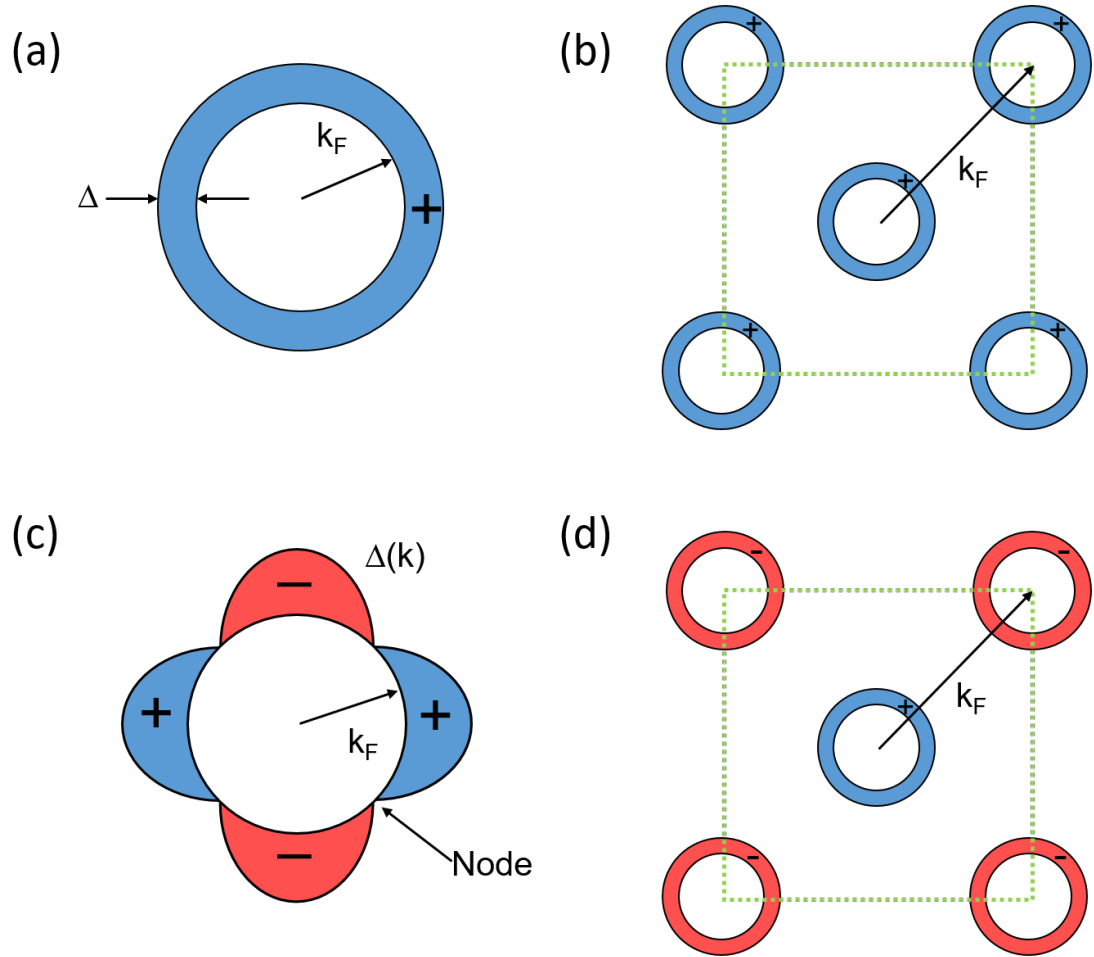 (a)
k_F
Δ
+
(b)
+
+
+
k_F
+
+
(c)
Δ(k)
−
+
+
k_F
−
Node
(d)
−
−
+
k_F
−
−